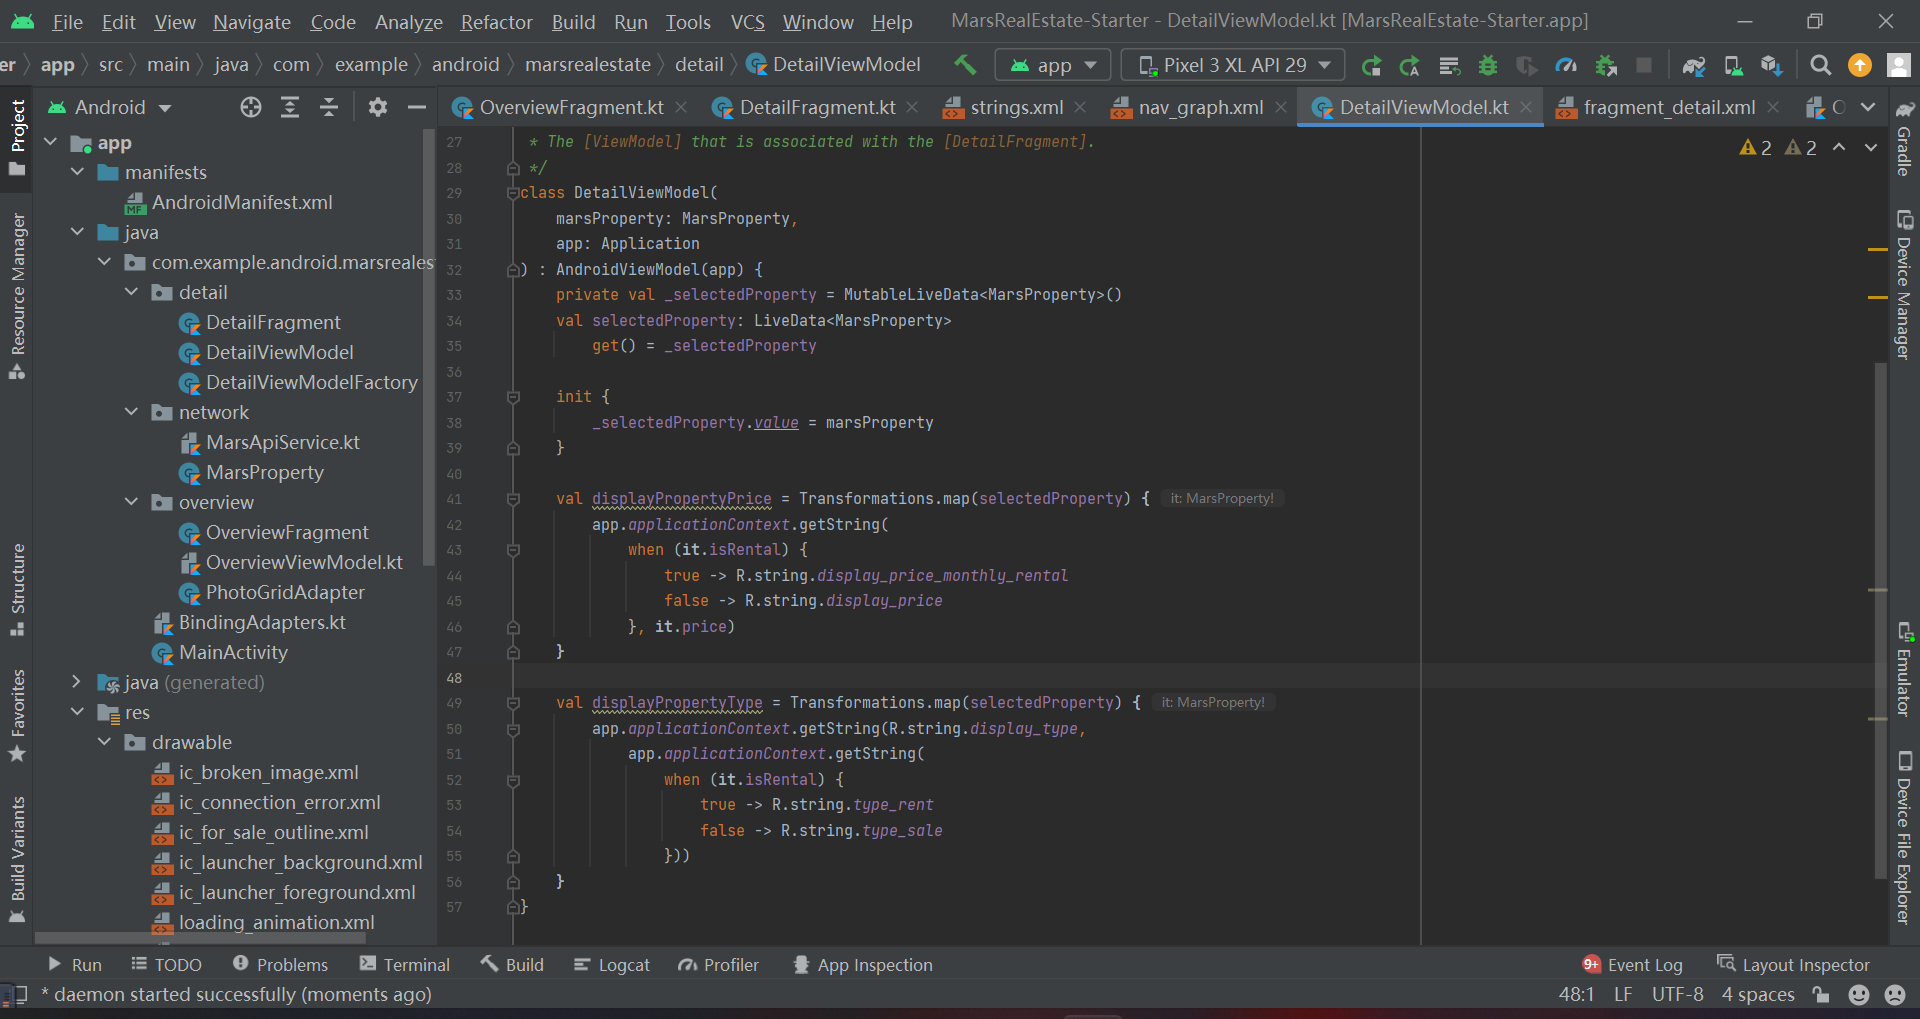 File Edit View Navigate Code Analyze Refactor Build Run Tools VCS Window Help MarsRealEstate-Starter - DetailViewModel.kt [MarsRealEstate-Starter.app]
er app src main java com example android marsrealestate detail DetailViewModel app Pixel 3 XL API 29
Android
OverviewFragment.kt DetailFragment.kt strings.xml nav_graph.xml DetailViewModel.kt fragment_detail.xml O
Project
Resource Manager
Structure
Favorites
Build Variants
app
manifests
AndroidManifest.xml
java
com.example.android.marsreales
detail
DetailFragment
DetailViewModel
DetailViewModelFactory
network
MarsApiService.kt
MarsProperty
overview
OverviewFragment
OverviewViewModel.kt
PhotoGridAdapter
BindingAdapters.kt
MainActivity
java (generated)
res
drawable
ic_broken_image.xml
ic_connection_error.xml
ic_for_sale_outline.xml
ic_launcher_background.xml
ic_launcher_foreground.xml
loading_animation.xml
2 2
27 * The [ViewModel] that is associated with the [DetailFragment].
28 */
29 class DetailViewModel(
30 marsProperty: MarsProperty,
31 app: Application
32 ) : AndroidViewModel(app) {
33 private val _selectedProperty = MutableLiveData<MarsProperty>()
34 val selectedProperty: LiveData<MarsProperty>
35 get() = _selectedProperty
36
37 init {
38 _selectedProperty.value = marsProperty
39 }
40
41 val displayPropertyPrice = Transformations.map(selectedProperty) { it: MarsProperty!
42 app.applicationContext.getString(
43 when (it.isRental) {
44 true -> R.string.display_price_monthly_rental
45 false -> R.string.display_price
46 }, it.price)
47 }
48
49 val displayPropertyType = Transformations.map(selectedProperty) { it: MarsProperty!
50 app.applicationContext.getString(R.string.display_type,
51 app.applicationContext.getString(
52 when (it.isRental) {
53 true -> R.string.type_rent
54 false -> R.string.type_sale
55 }))
56 }
57 }
Gradle
Device Manager
Emulator
Device File Explorer
Run TODO Problems Terminal Build Logcat Profiler App Inspection 9+ Event Log Layout Inspector
* daemon started successfully (moments ago) 48:1 LF UTF-8 4 spaces